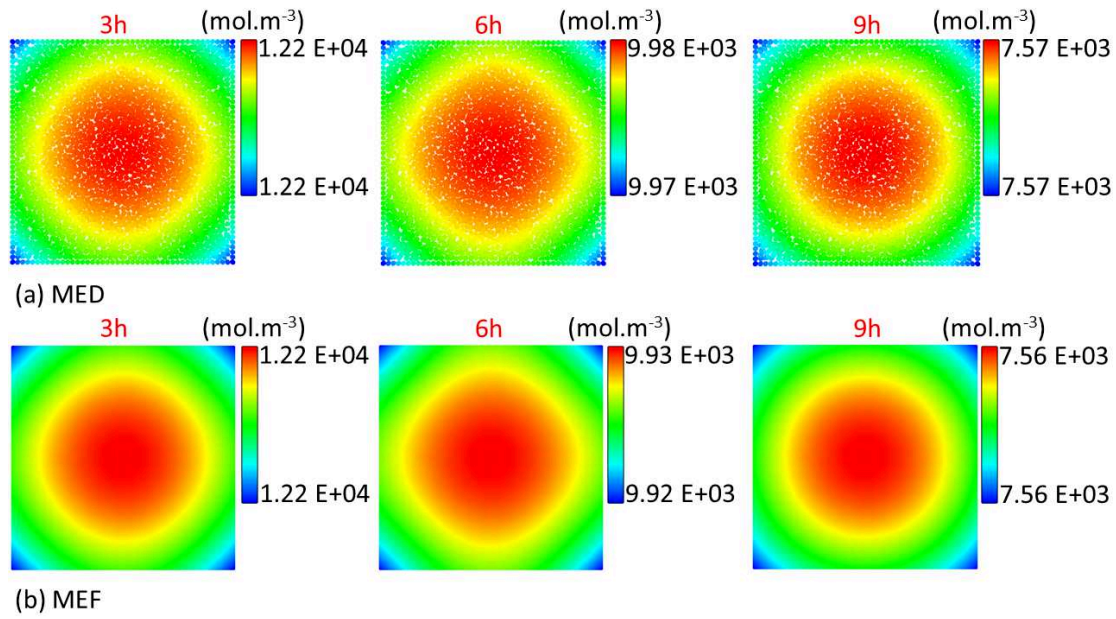 3h (mol.m-3) 6h (mol.m-3) 9h (mol.m-3)
1.22 E+04 9.98 E+03 7.57 E+03
1.22 E+04 9.97 E+03 7.57 E+03
(a) MED
3h (mol.m-3) 6h (mol.m-3) 9h (mol.m-3)
1.22 E+04 9.93 E+03 7.56 E+03
1.22 E+04 9.92 E+03 7.56 E+03
(b) MEF